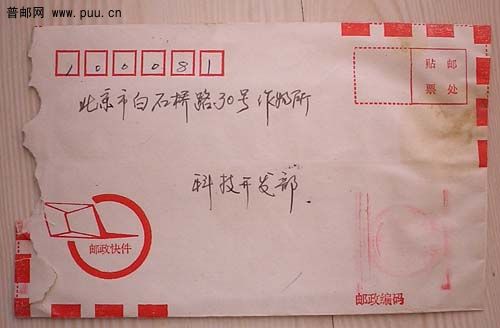 普邮网
www.puu.cn
100081
贴邮
票处
北京市白石桥路30号作物所
科技开发部.
邮政快件
邮政编码